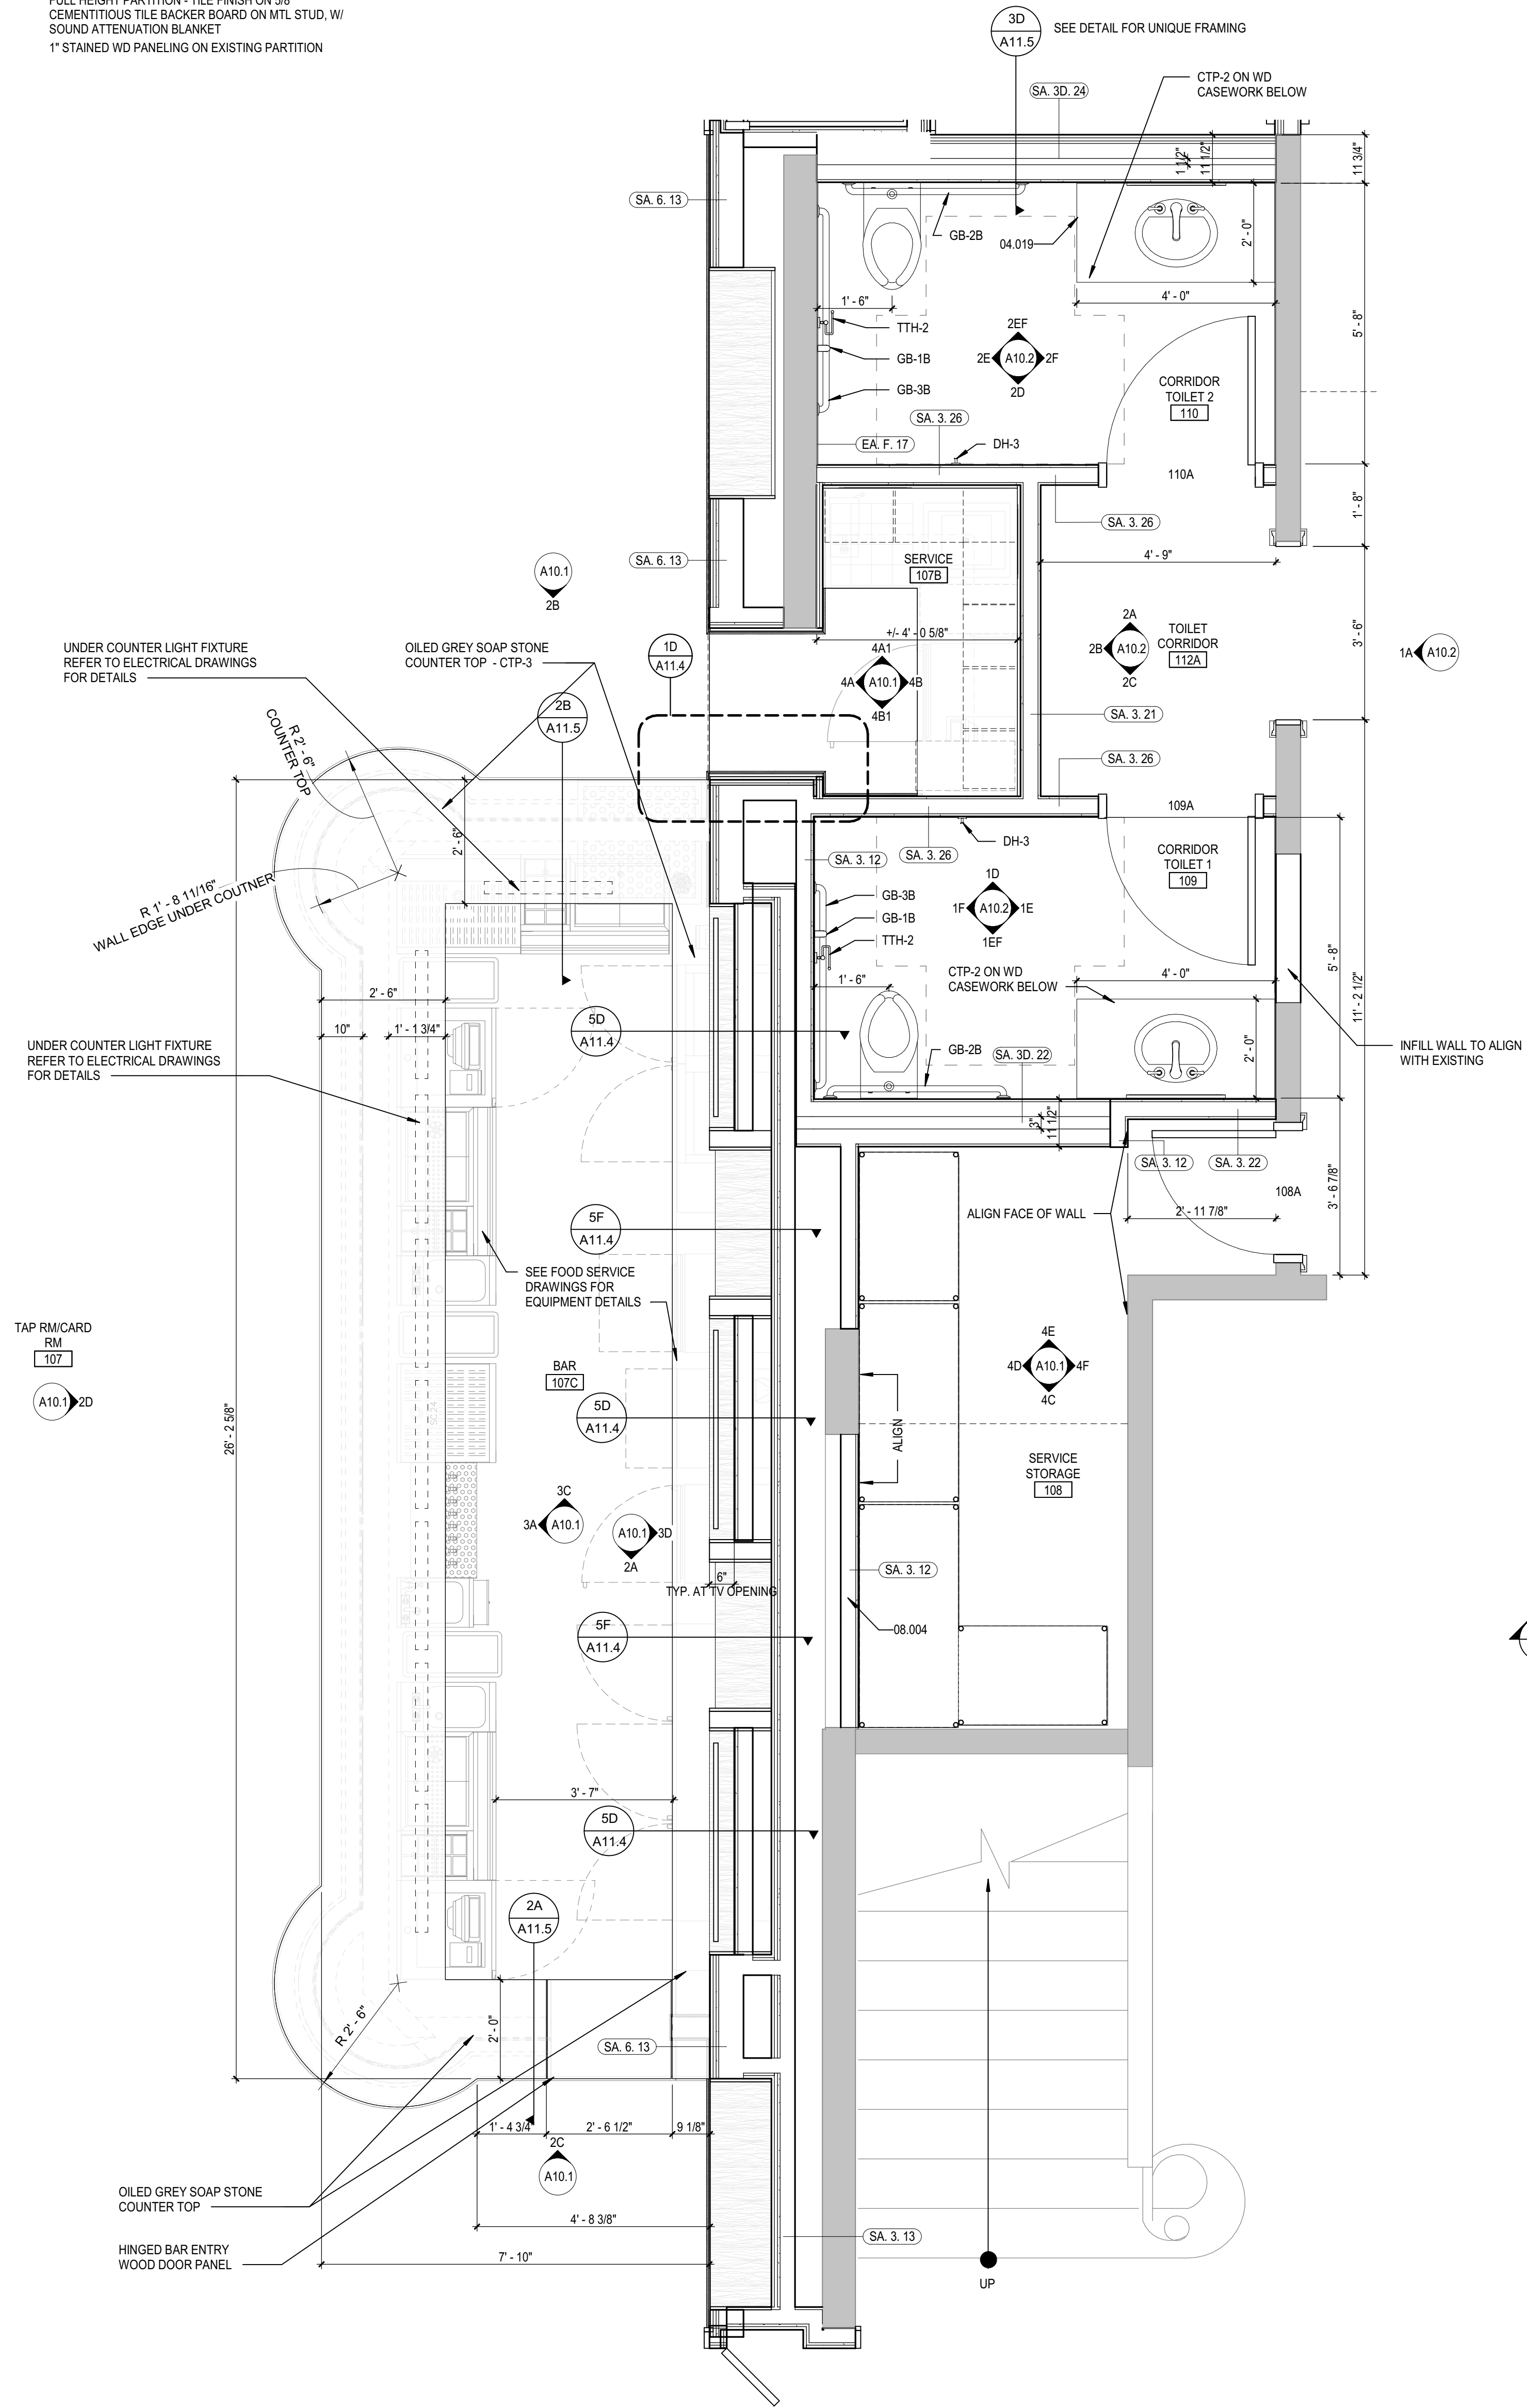 FULL HEIGHT PARTITION - TILE FINISH ON 5/8"
CEMENTITIOUS TILE BACKER BOARD ON MTL STUD, W/
SOUND ATTENUATION BLANKET
1" STAINED WD PANELING ON EXISTING PARTITION
3D
A11.5
SEE DETAIL FOR UNIQUE FRAMING
CTP-2 ON WD
CASEWORK BELOW
SA. 3D. 24
1 1/2"
11 1/2"
11 3/4"
SA. 6. 13
GB-2B
04.019
2' - 0"
1' - 6"
4' - 0"
5' - 8"
TTH-2
GB-1B
GB-3B
2EF
2E
A10.2
2F
2D
CORRIDOR
TOILET 2
110
SA. 3. 26
EA. F. 17
DH-3
110A
SA. 3. 26
1' - 8"
SA. 6. 13
SERVICE
107B
4' - 9"
A10.1
2B
+/- 4' - 0 5/8"
4A1
4A
A10.1
4B
4B1
2A
2B
A10.2
2C
TOILET
CORRIDOR
112A
3' - 6"
1A
A10.2
UNDER COUNTER LIGHT FIXTURE
REFER TO ELECTRICAL DRAWINGS
FOR DETAILS
OILED GREY SOAP STONE
COUNTER TOP - CTP-3
1D
A11.4
2B
A11.5
R 2' - 6"
COUNTER TOP
SA. 3. 21
SA. 3. 26
109A
2' - 6"
R 1' - 8 11/16"
WALL EDGE UNDER COUTNER
SA. 3. 12
SA. 3. 26
DH-3
CORRIDOR
TOILET 1
109
GB-3B
GB-1B
TTH-2
1D
1F
A10.2
1E
1EF
CTP-2 ON WD
CASEWORK BELOW
4' - 0"
1' - 6"
5' - 8"
11' - 2 1/2"
2' - 6"
10"
1' - 1 3/4"
5D
A11.4
UNDER COUNTER LIGHT FIXTURE
REFER TO ELECTRICAL DRAWINGS
FOR DETAILS
GB-2B
SA. 3D. 22
2' - 0"
INFILL WALL TO ALIGN
WITH EXISTING
3"
11 1/2"
SA. 3. 12
SA. 3. 22
108A
2' - 11 7/8"
3' - 6 7/8"
ALIGN FACE OF WALL
5F
A11.4
SEE FOOD SERVICE
DRAWINGS FOR
EQUIPMENT DETAILS
TAP RM/CARD
RM
107
A10.1
2D
26' - 2 5/8"
BAR
107C
5D
A11.4
ALIGN
4E
4D
A10.1
4F
4C
SERVICE
STORAGE
108
3C
3A
A10.1
A10.1
3D
2A
6"
TYP. AT TV OPENING
SA. 3. 12
08.004
5F
A11.4
3' - 7"
5D
A11.4
2A
A11.5
R 2' - 6"
2' - 0"
SA. 6. 13
1' - 4 3/4"
2' - 6 1/2"
9 1/8"
2C
A10.1
OILED GREY SOAP STONE
COUNTER TOP
4' - 8 3/8"
SA. 3. 13
HINGED BAR ENTRY
WOOD DOOR PANEL
7' - 10"
UP